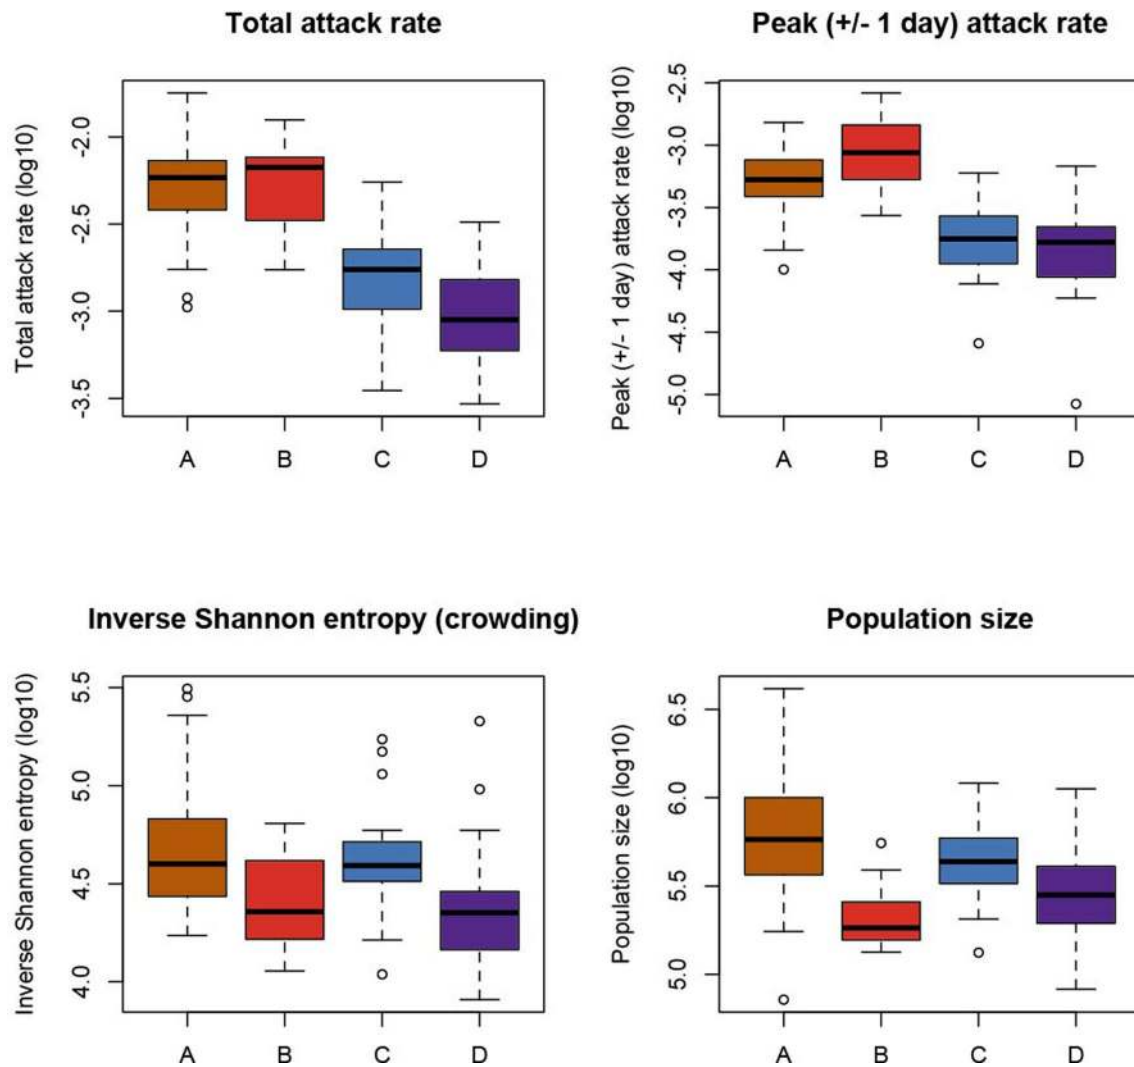 Total attack rate
Total attack rate (log10)
-2.0
-2.5
-3.0
-3.5
A B C D
Peak (+/- 1 day) attack rate
Peak (+/- 1 day) attack rate (log10)
-2.5
-3.0
-3.5
-4.0
-4.5
-5.0
A B C D
Inverse Shannon entropy (crowding)
Inverse Shannon entropy (log10)
5.5
5.0
4.5
4.0
A B C D
Population size
Population size (log10)
6.5
6.0
5.5
5.0
A B C D